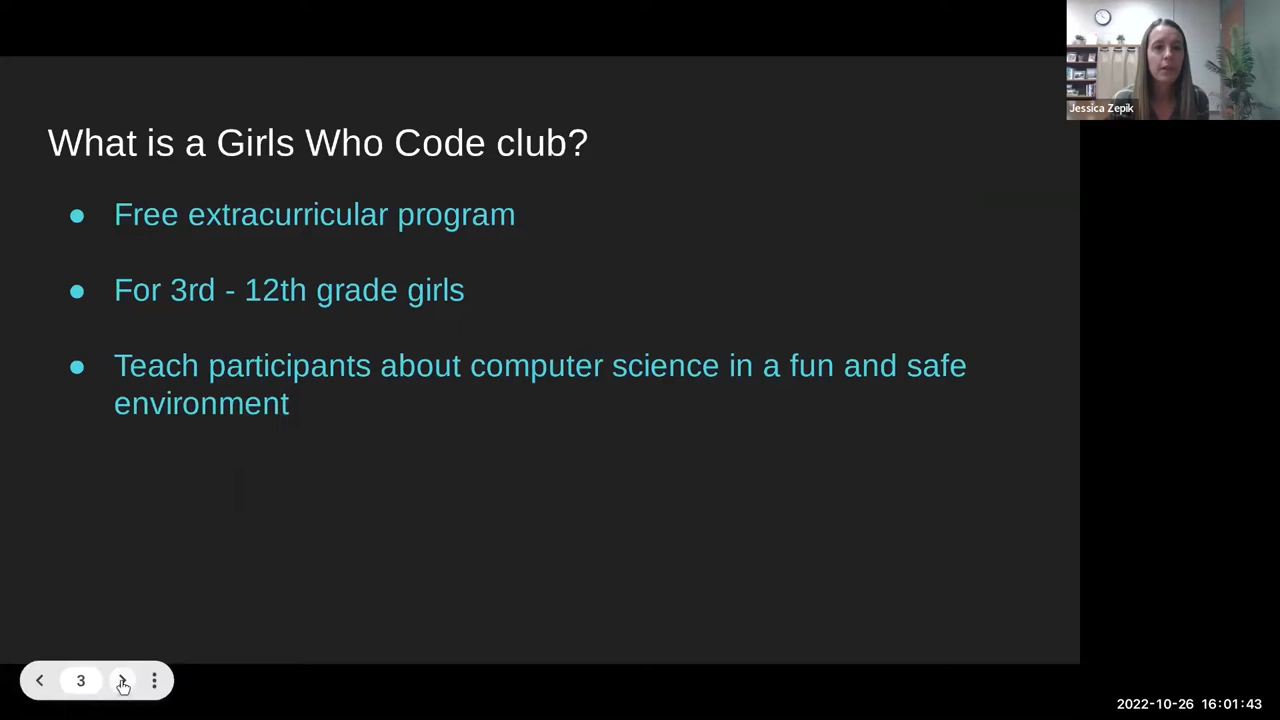 Jessica Zepik
What is a Girls Who Code club?
● Free extracurricular program
● For 3rd - 12th grade girls
● Teach participants about computer science in a fun and safe
environment
3
2022-10-26 16:01:43